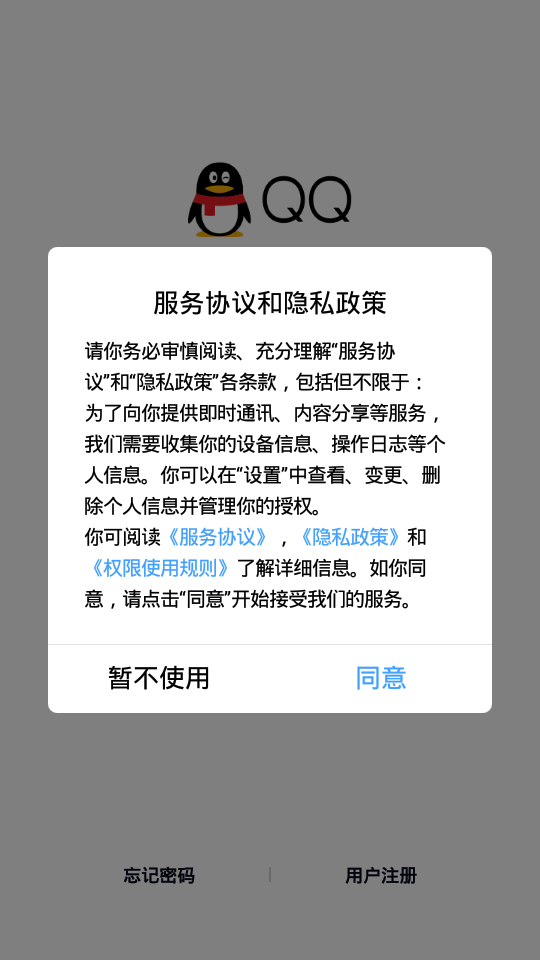 QQ
服务协议和隐私政策
请你务必审慎阅读、充分理解“服务协
议”和“隐私政策”各条款，包括但不限于：
为了向你提供即时通讯、内容分享等服务，
我们需要收集你的设备信息、操作日志等个
人信息。你可以在“设置”中查看、变更、删
除个人信息并管理你的授权。
你可阅读《服务协议》，《隐私政策》和
《权限使用规则》了解详细信息。如你同
意，请点击“同意”开始接受我们的服务。
暂不使用 同意
忘记密码 | 用户注册